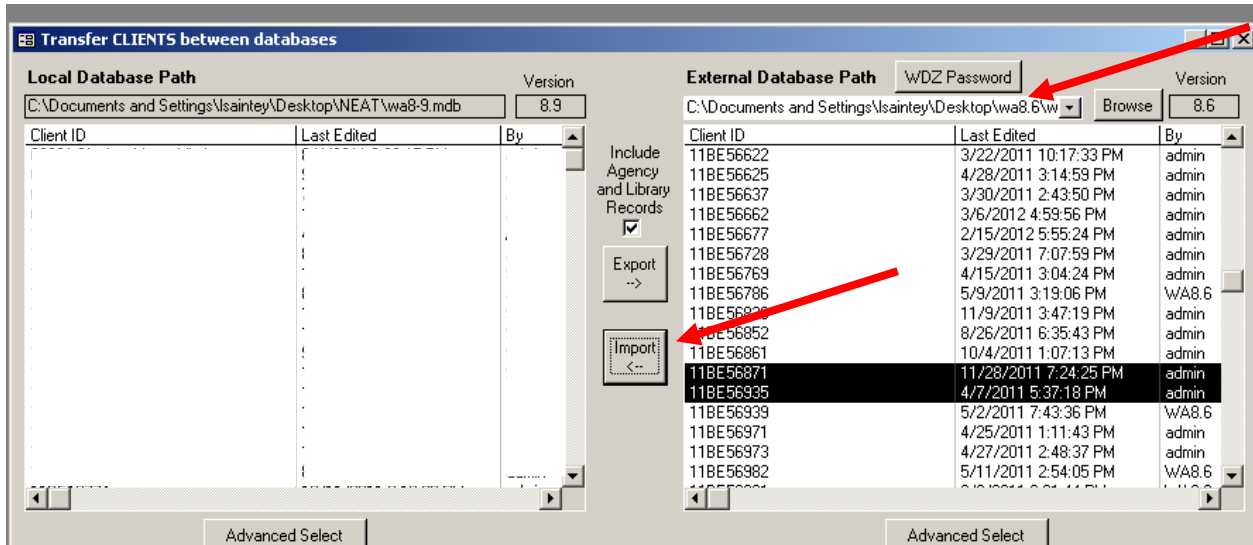 Transfer CLIENTS between databases
Local Database Path
Version
C:\Documents and Settings\lsaintey\Desktop\NEAT\wa8-9.mdb
8.9
Client ID Last Edited By
Include
Agency
and Library
Records
Export
-->
Import
<--
Advanced Select
External Database Path
WDZ Password
Version
C:\Documents and Settings\lsaintey\Desktop\wa8.6\w
Browse
8.6
Client ID Last Edited By
11BE56622 3/22/2011 10:17:33 PM admin
11BE56625 4/28/2011 3:14:59 PM admin
11BE56637 3/30/2011 2:43:50 PM admin
11BE56662 3/6/2012 4:59:56 PM admin
11BE56677 2/15/2012 5:55:24 PM admin
11BE56728 3/29/2011 7:07:59 PM admin
11BE56769 4/15/2011 3:04:24 PM admin
11BE56786 5/9/2011 3:19:06 PM WA8.6
11/9/2011 3:47:19 PM admin
8/26/2011 6:35:43 PM admin
11BE56861 10/4/2011 1:07:13 PM admin
11BE56871 11/28/2011 7:24:25 PM admin
11BE56935 4/7/2011 5:37:18 PM admin
11BE56939 5/2/2011 7:43:36 PM WA8.6
11BE56971 4/25/2011 1:11:43 PM admin
11BE56973 4/27/2011 2:48:37 PM admin
11BE56982 5/11/2011 2:54:05 PM WA8.6
Advanced Select